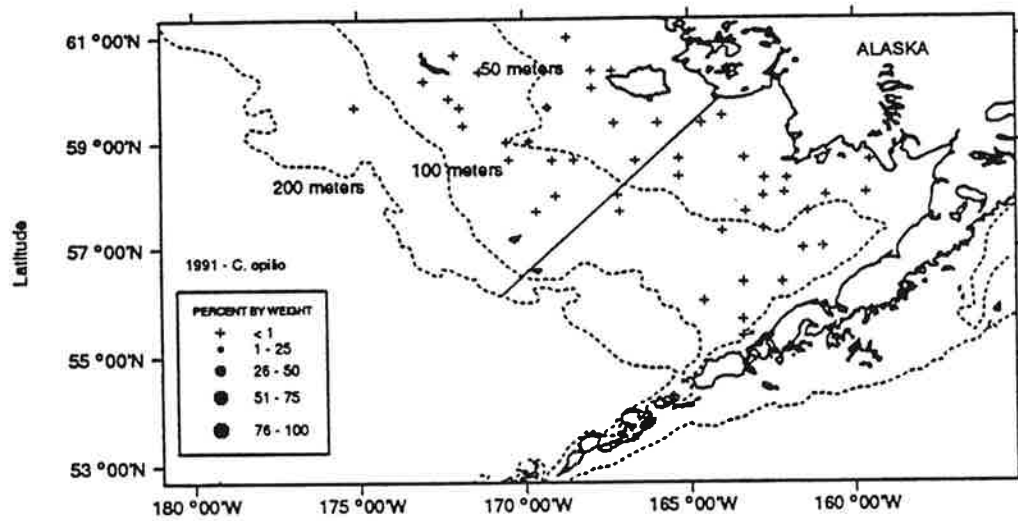 61 °00'N
ALASKA
50 meters
59 °00'N
100 meters
200 meters
Latitude
57 °00'N
1991 - C. opilio
PERCENT BY WEIGHT
+ < 1
1 - 25
26 - 50
55 °00'N
51 - 75
76 - 100
53 °00'N
180 °00'W
175 °00'W
170 °00'W
165 °00'W
160 °00'W